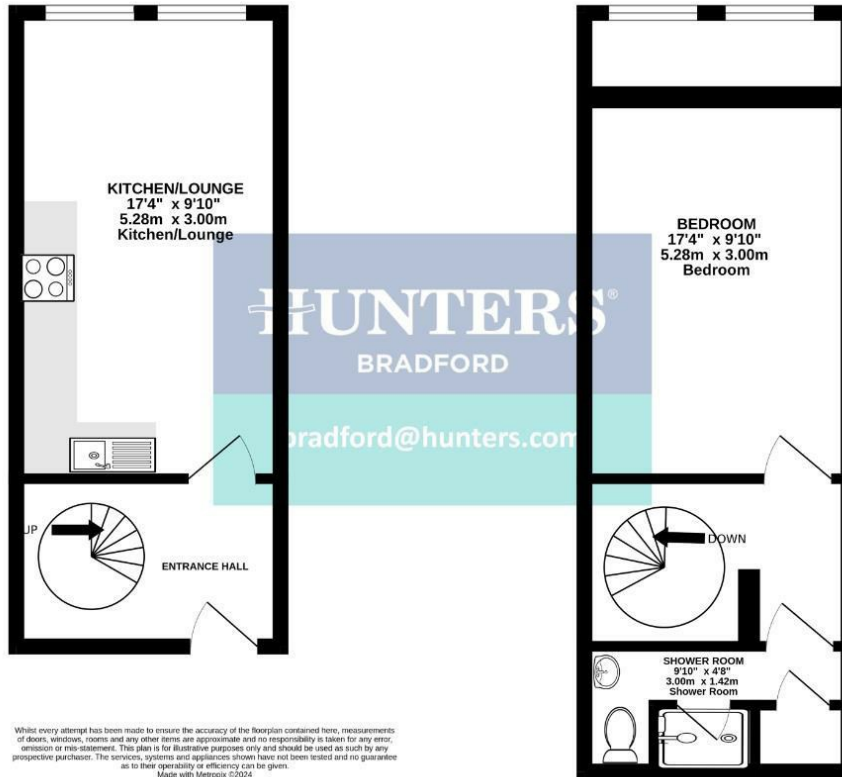 KITCHEN/LOUNGE
17'4" x 9'10"
5.28m x 3.00m
Kitchen/Lounge
BEDROOM
17'4" x 9'10"
5.28m x 3.00m
Bedroom
HUNTERS®
BRADFORD
bradford@hunters.com
UP
ENTRANCE HALL
DOWN
SHOWER ROOM
9'10" x 4'8"
3.00m x 1.42m
Shower Room
Whilst every attempt has been made to ensure the accuracy of the floorplan contained here, measurements
of doors, windows, rooms and any other items are approximate and no responsibility is taken for any error,
omission or mis-statement. This plan is for illustrative purposes only and should be used as such by any
prospective purchaser. The services, systems and appliances shown have not been tested and no guarantee
as to their operability or efficiency can be given.
Made with Metropix ©2024